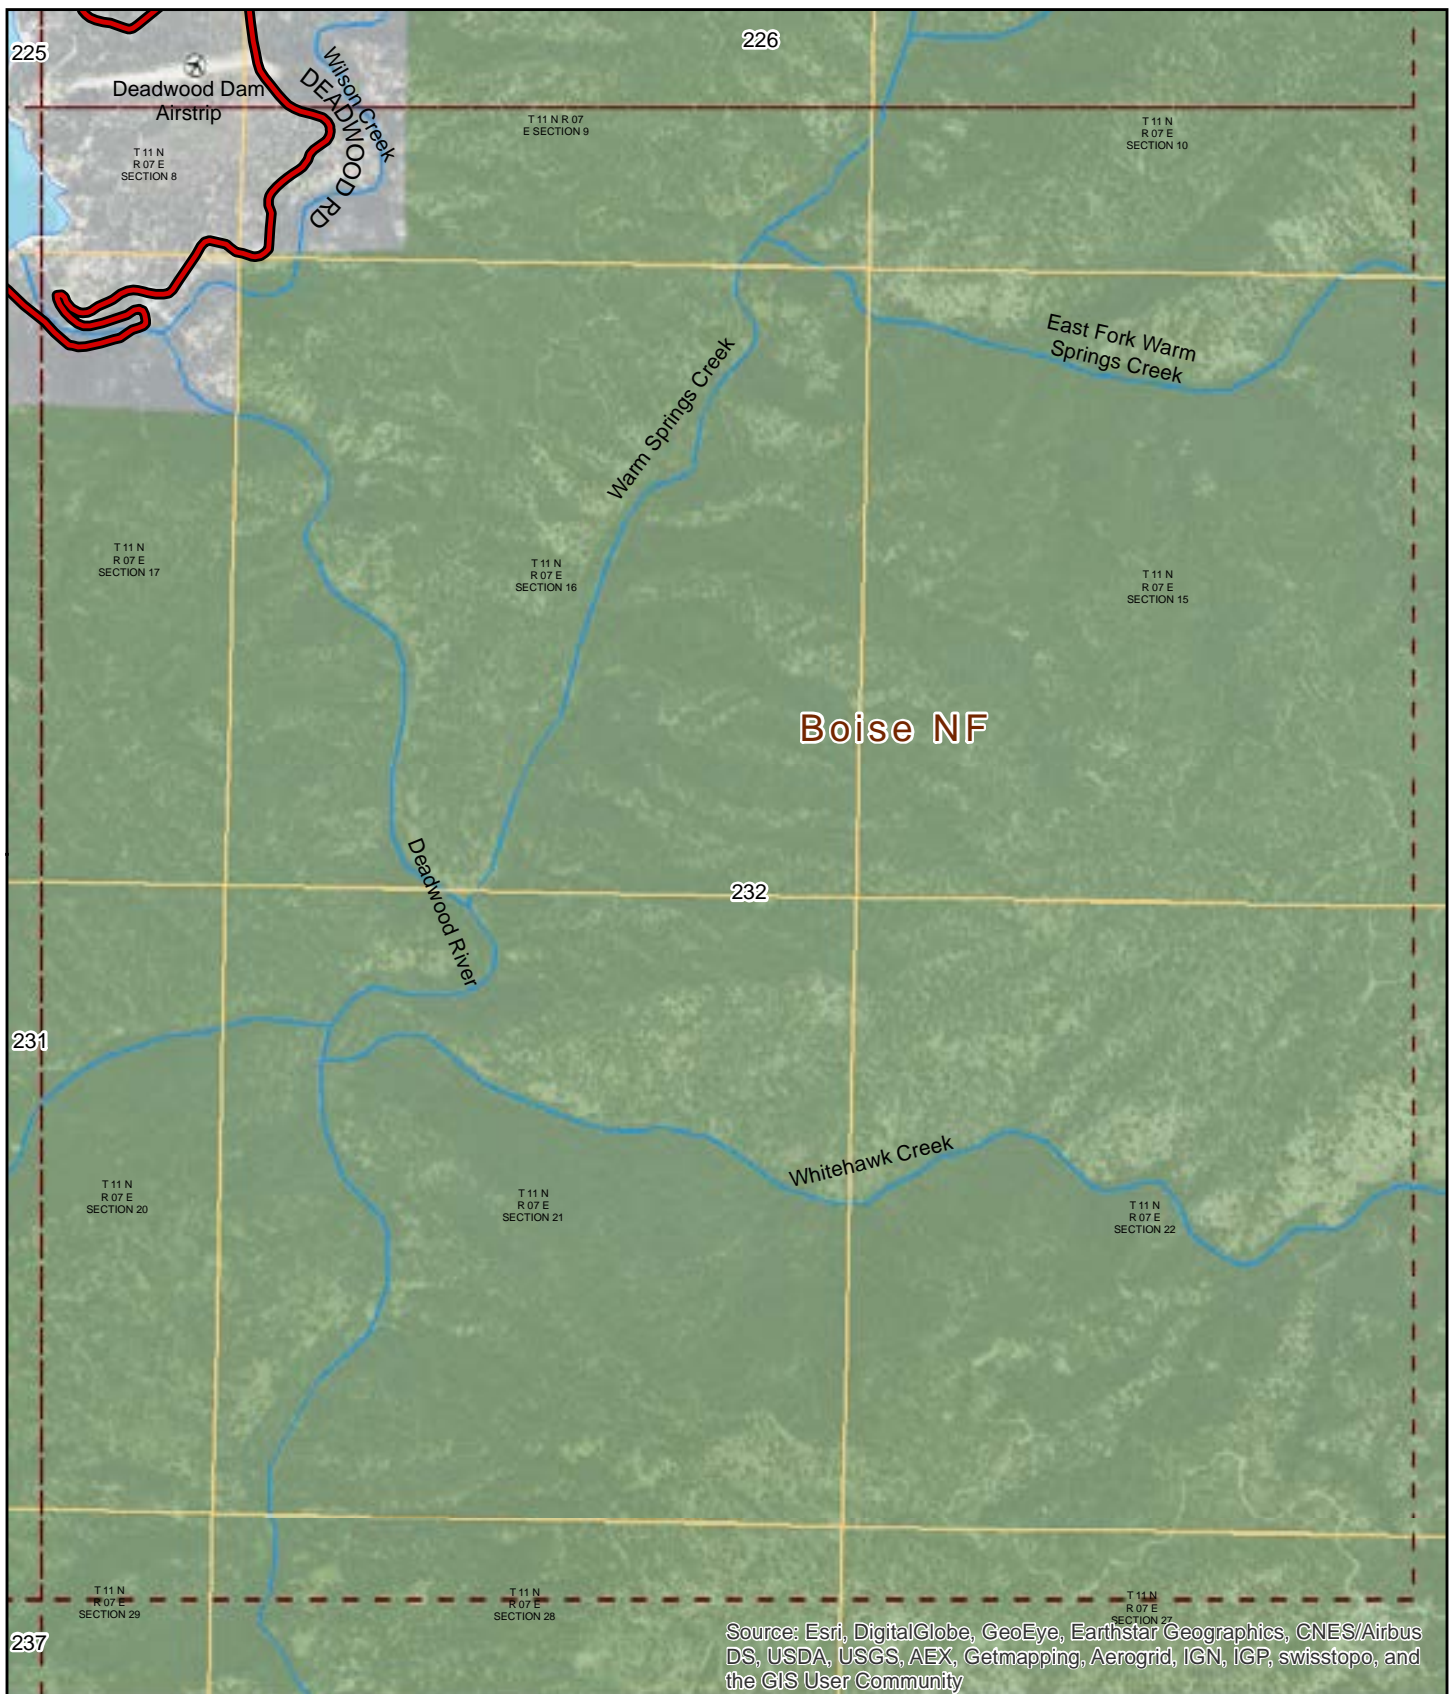 225
226
Deadwood Dam
Airstrip
Wilson Creek
DEADWOOD RD
T 11 N
R 07 E
SECTION 8
T 11 N R 07
E SECTION 9
T 11 N
R 07 E
SECTION 10
East Fork Warm
Springs Creek
Warm Springs Creek
T 11 N
R 07 E
SECTION 17
T 11 N
R 07 E
SECTION 16
T 11 N
R 07 E
SECTION 15
Boise NF
Deadwood River
232
231
Whitehawk Creek
T 11 N
R 07 E
SECTION 20
T 11 N
R 07 E
SECTION 21
T 11 N
R 07 E
SECTION 22
T 11 N
R 07 E
SECTION 29
T 11 N
R 07 E
SECTION 28
T 11 N
R 07 E
SECTION 27
237
Source: Esri, DigitalGlobe, GeoEye, Earthstar Geographics, CNES/Airbus
DS, USDA, USGS, AEX, Getmapping, Aerogrid, IGN, IGP, swisstopo, and
the GIS User Community